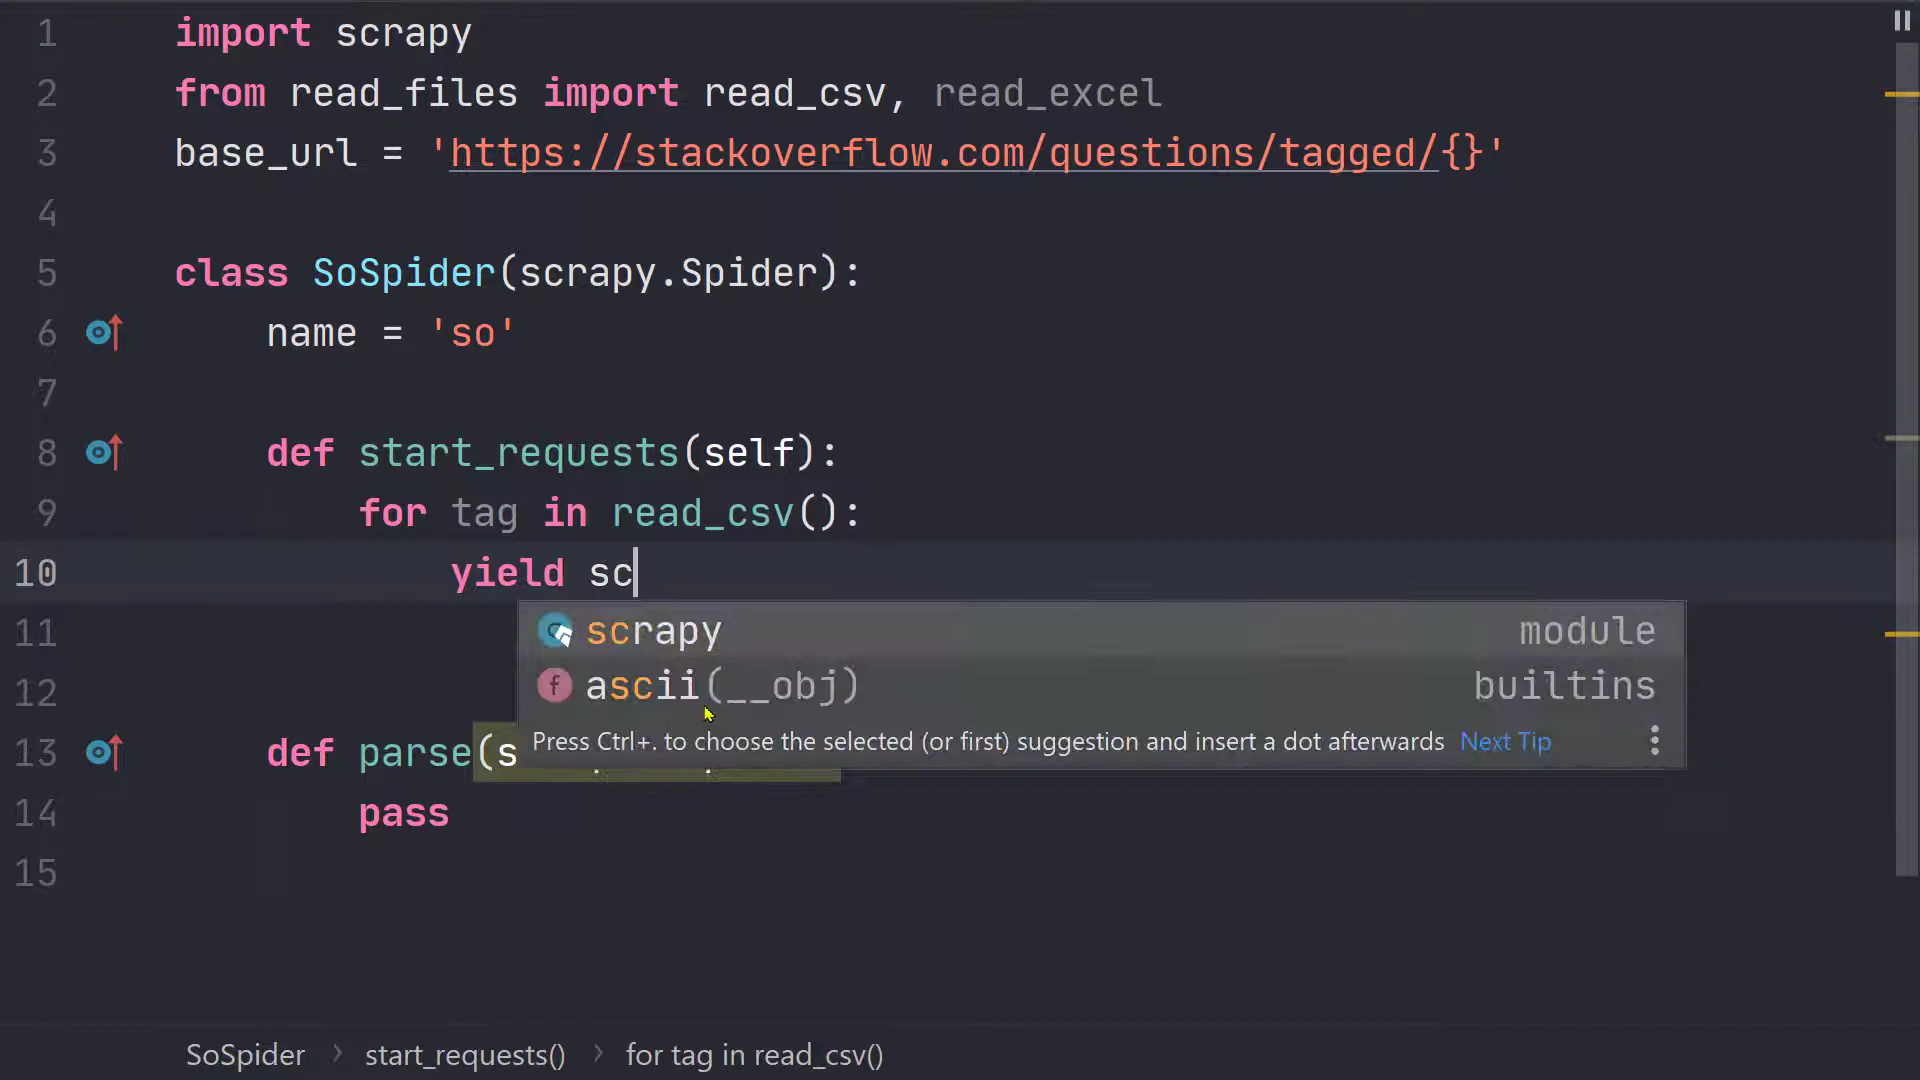 1 import scrapy
2 from read_files import read_csv, read_excel
3 base_url = 'https://stackoverflow.com/questions/tagged/{}'
4
5 class SoSpider(scrapy.Spider):
6 name = 'so'
7
8 def start_requests(self):
9 for tag in read_csv():
10 yield sc
11 scrapy module
12 ascii(__obj) builtins
Press Ctrl+. to choose the selected (or first) suggestion and insert a dot afterwards Next Tip
13 def parse(s
14 pass
15
SoSpider > start_requests() > for tag in read_csv()